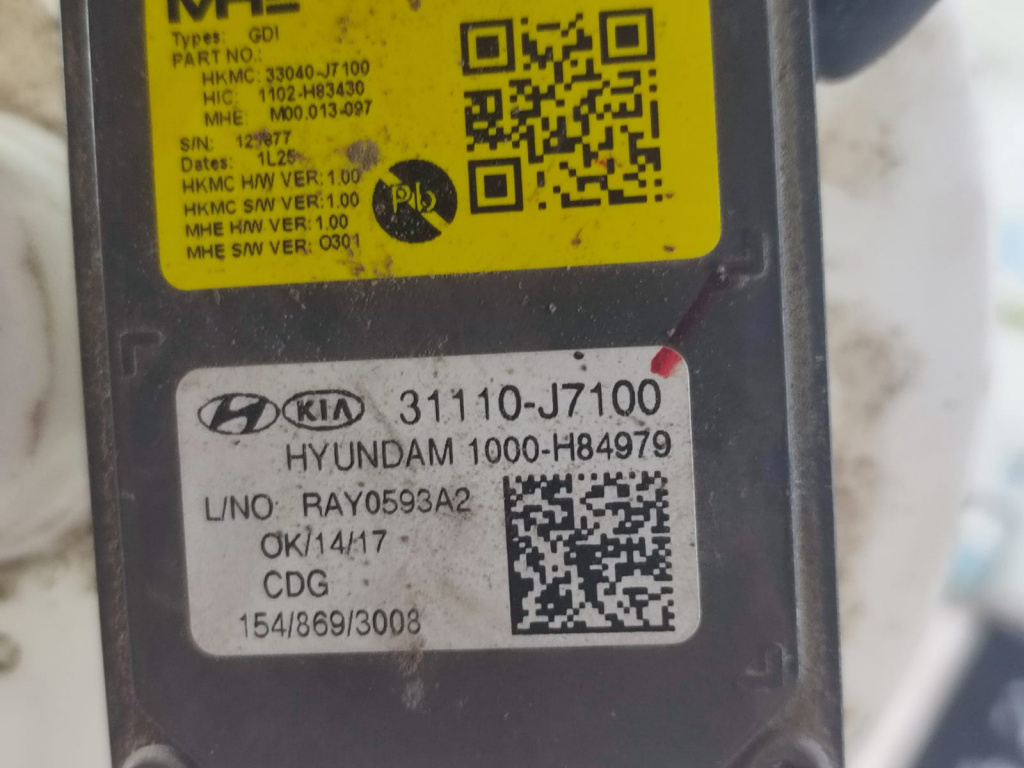 MHE
Types: GDI
PART NO.:
HKMC: 33040-J7100
HIC: 1102-H83430
MHE: M00.013-097
S/N: 121877
Dates: 1L25
HKMC H/W VER: 1.00
HKMC S/W VER: 1.00
MHE H/W VER: 1.00
MHE S/W VER: O301
Pb
KIA 31110-J7100
HYUNDAM 1000-H84979
L/NO: RAY0593A2
OK/14/17
CDG
154/869/3008